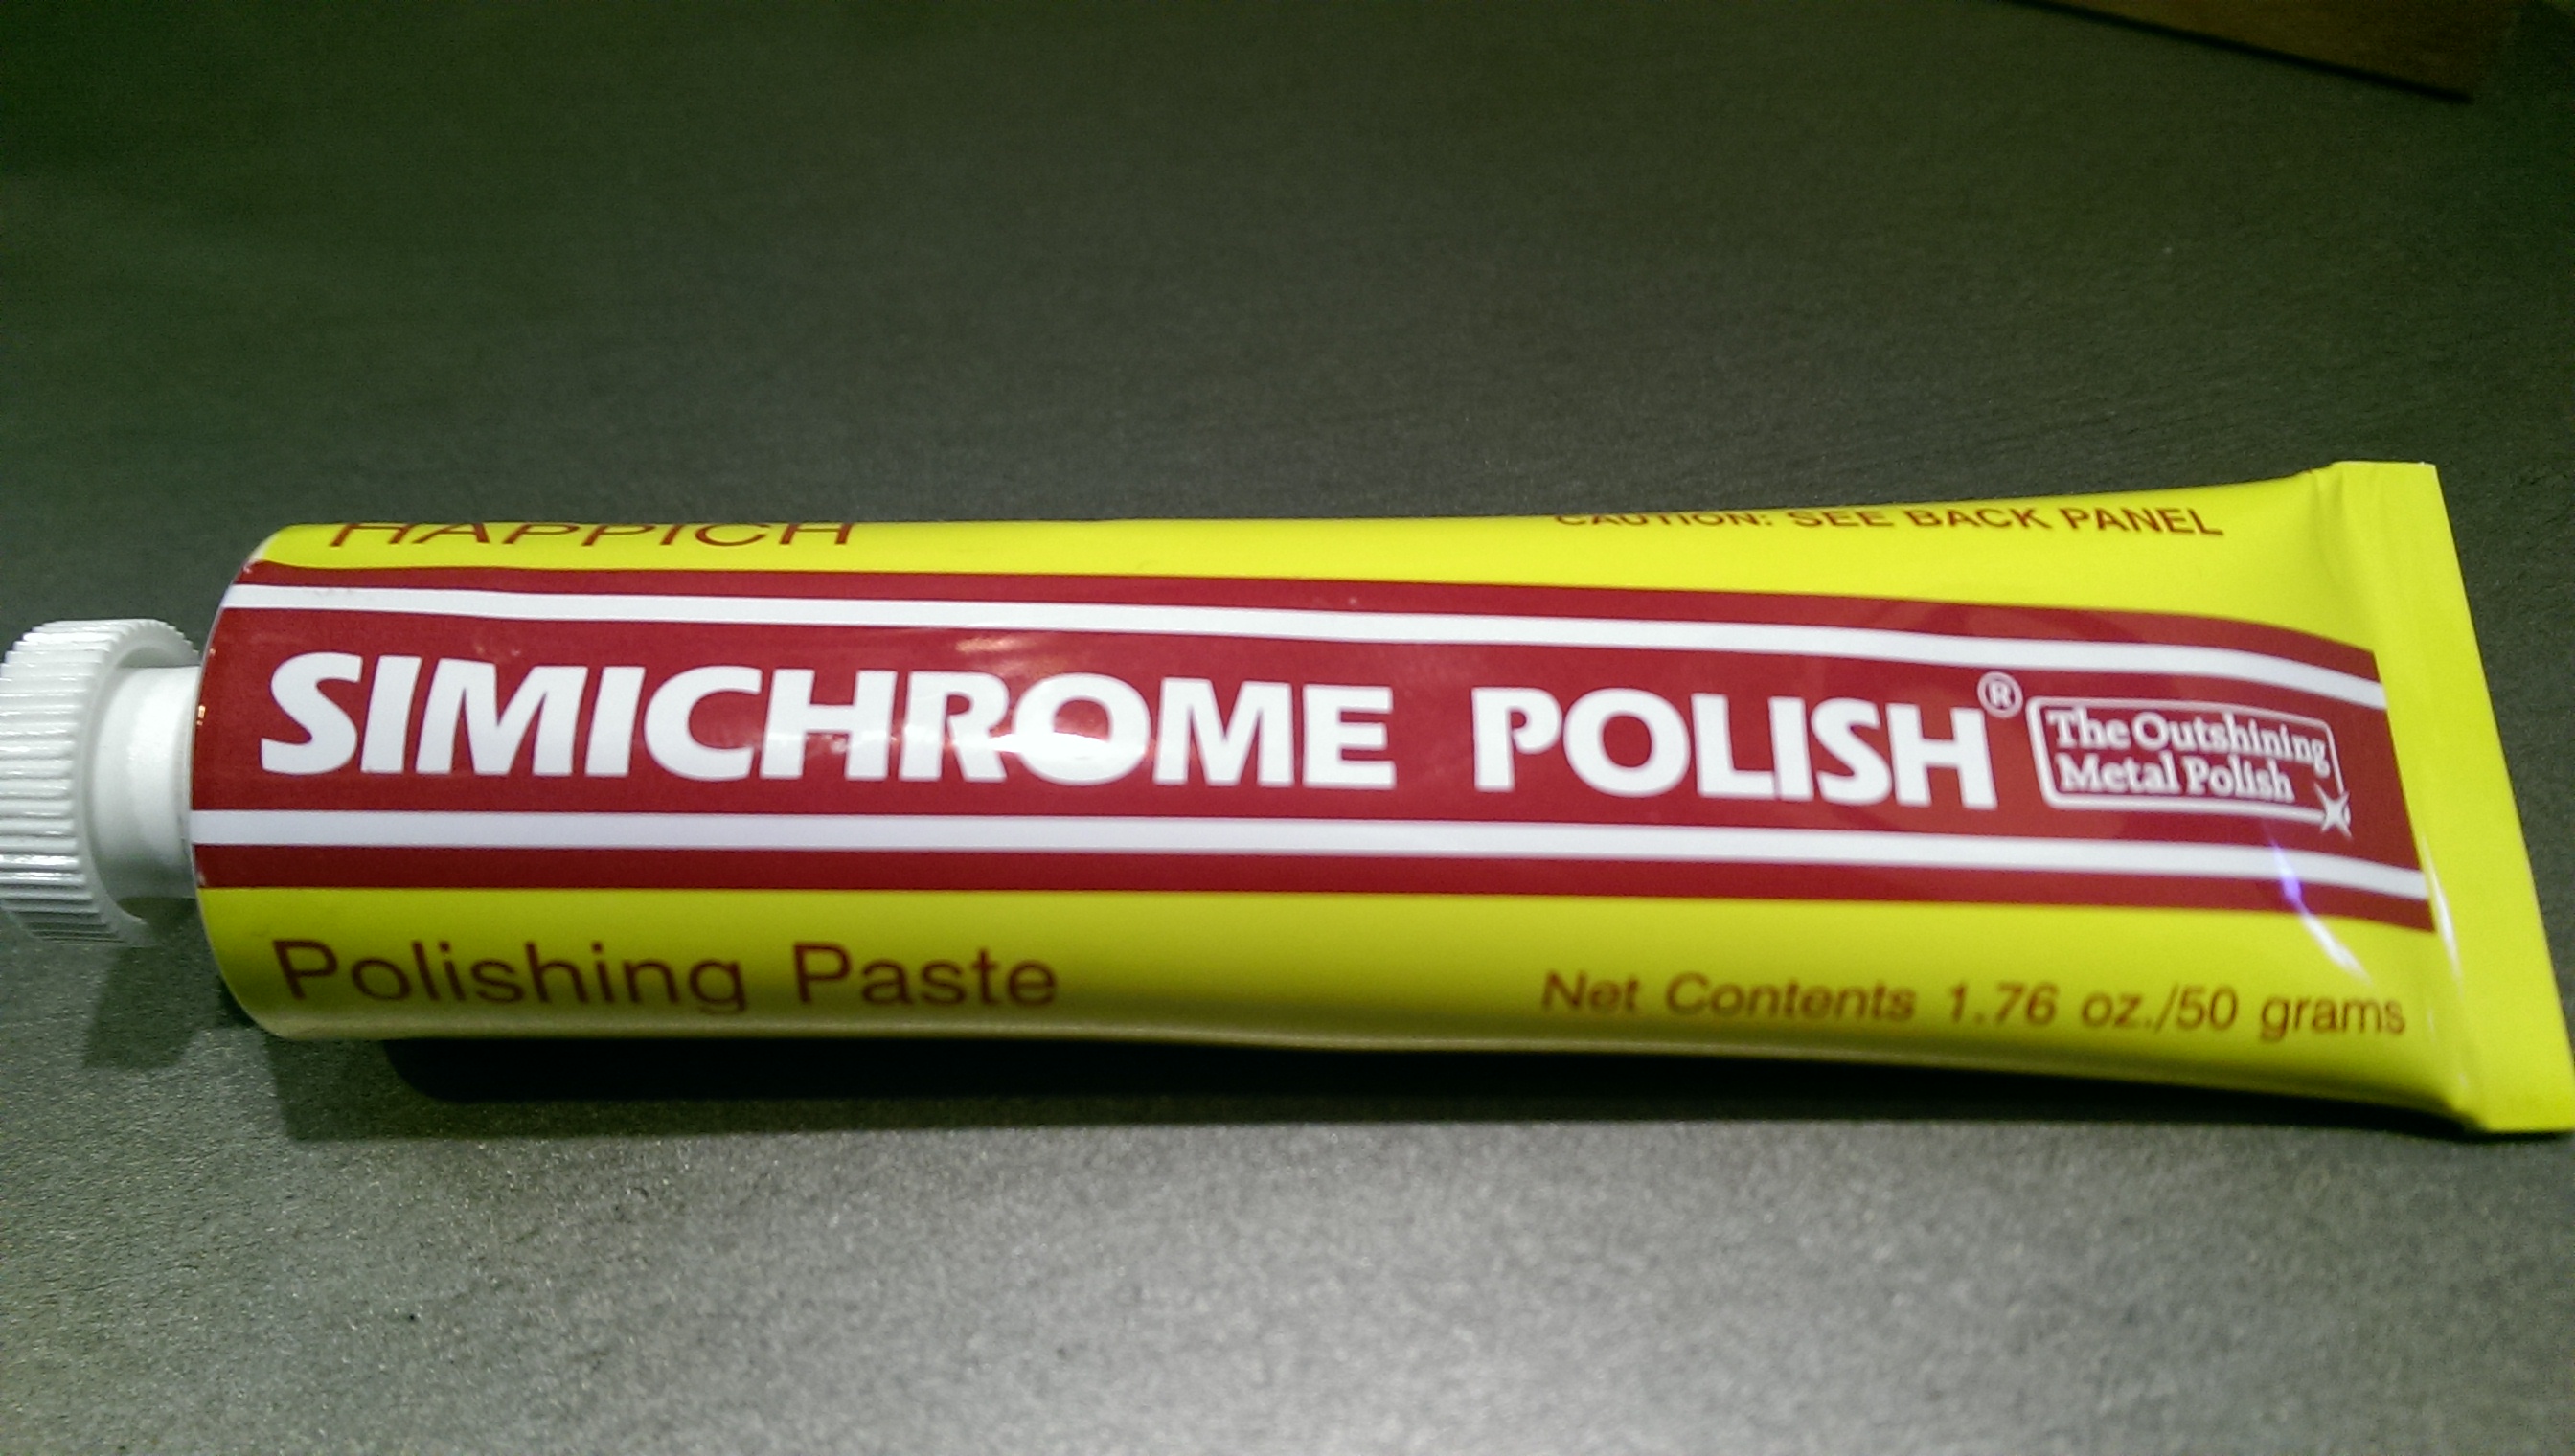 HAPPICH
CAUTION: SEE BACK PANEL
SIMICHROME POLISH®
The Outshining
Metal Polish
Polishing Paste
Net Contents 1.76 oz./50 grams